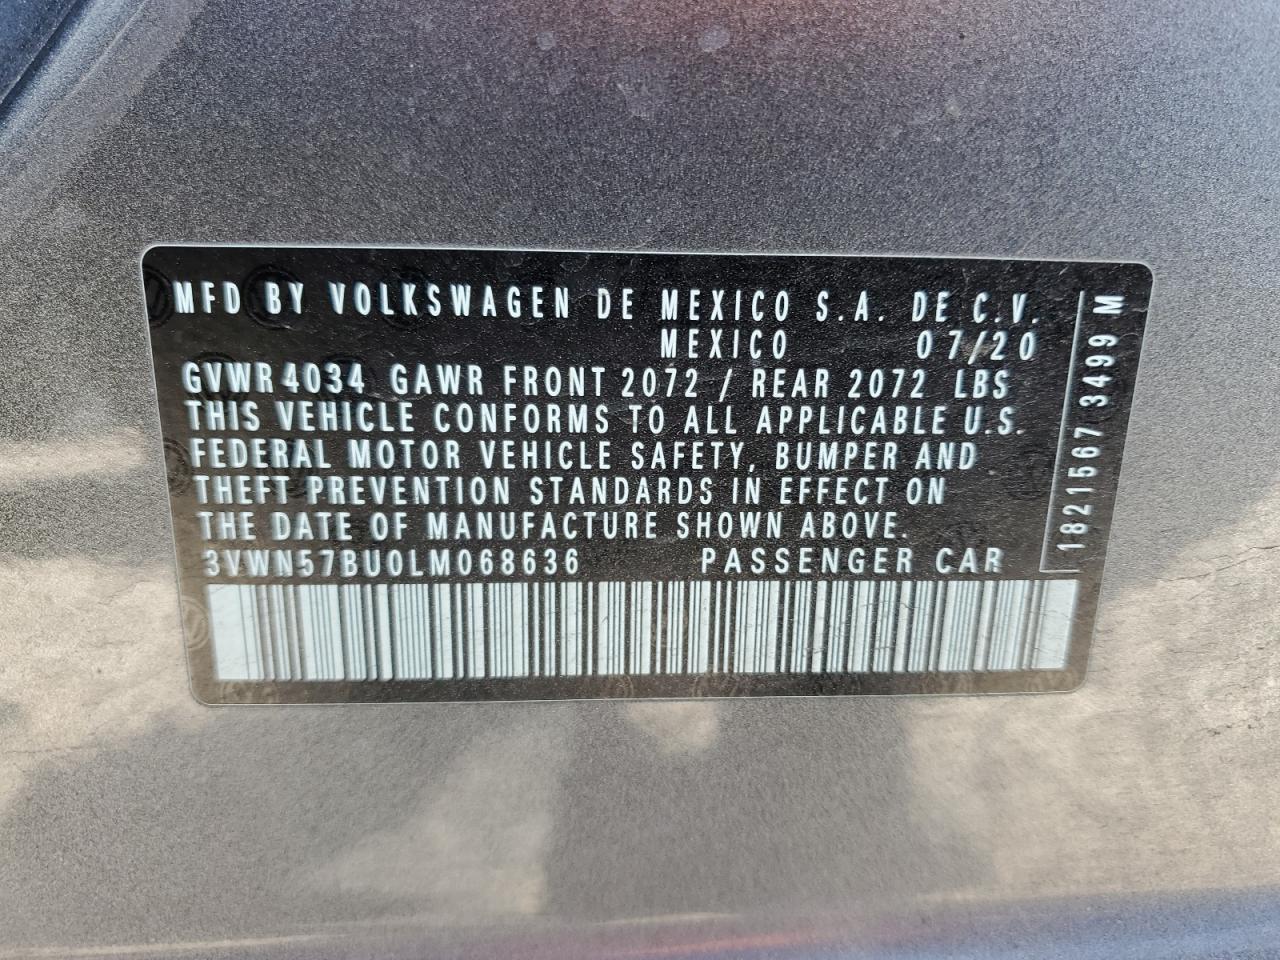 MFD BY VOLKSWAGEN DE MEXICO S.A. DE C.V.
MEXICO 07/20
GVWR 4034 GAWR FRONT 2072 / REAR 2072 LBS
THIS VEHICLE CONFORMS TO ALL APPLICABLE U.S.
FEDERAL MOTOR VEHICLE SAFETY, BUMPER AND
THEFT PREVENTION STANDARDS IN EFFECT ON
THE DATE OF MANUFACTURE SHOWN ABOVE.
3VWN57BU0LM068636 PASSENGER CAR
1821567 3499 M